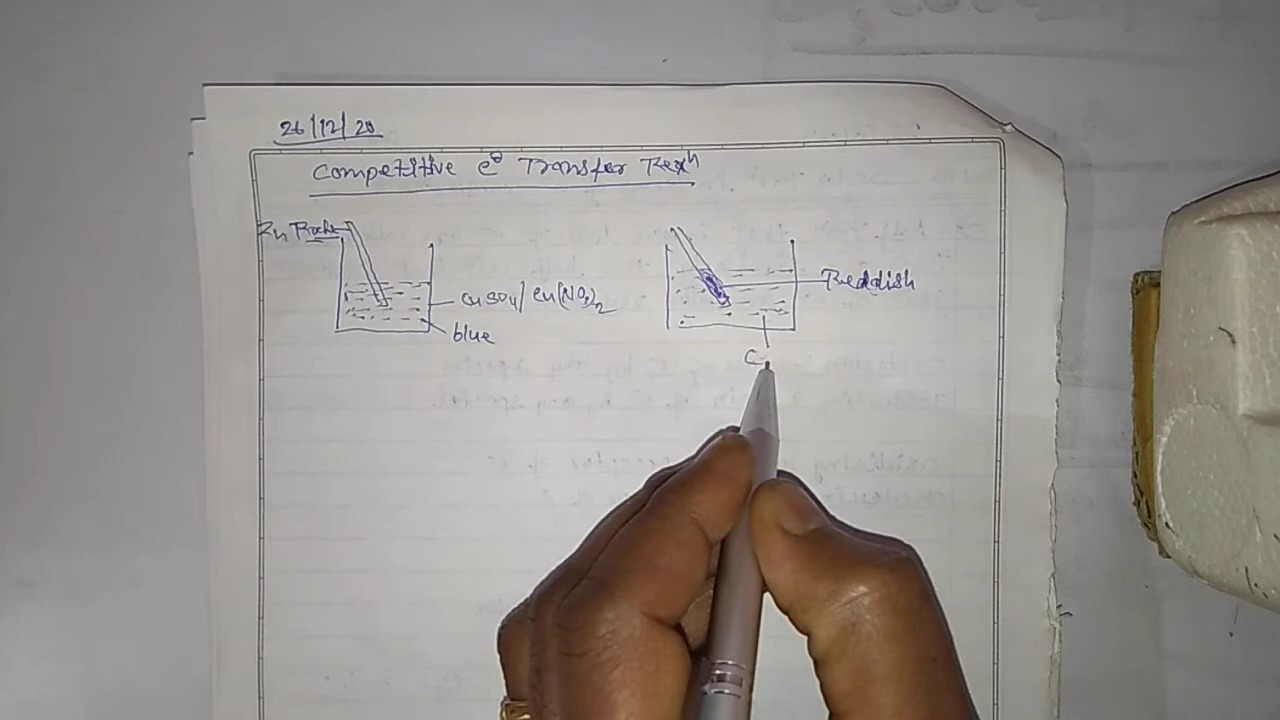 26/12/20
Competitive e⊖ Transfer Rexⁿ
Zn Rod
CuSO4/ Cu(NO3)2
blue
Reddish
C